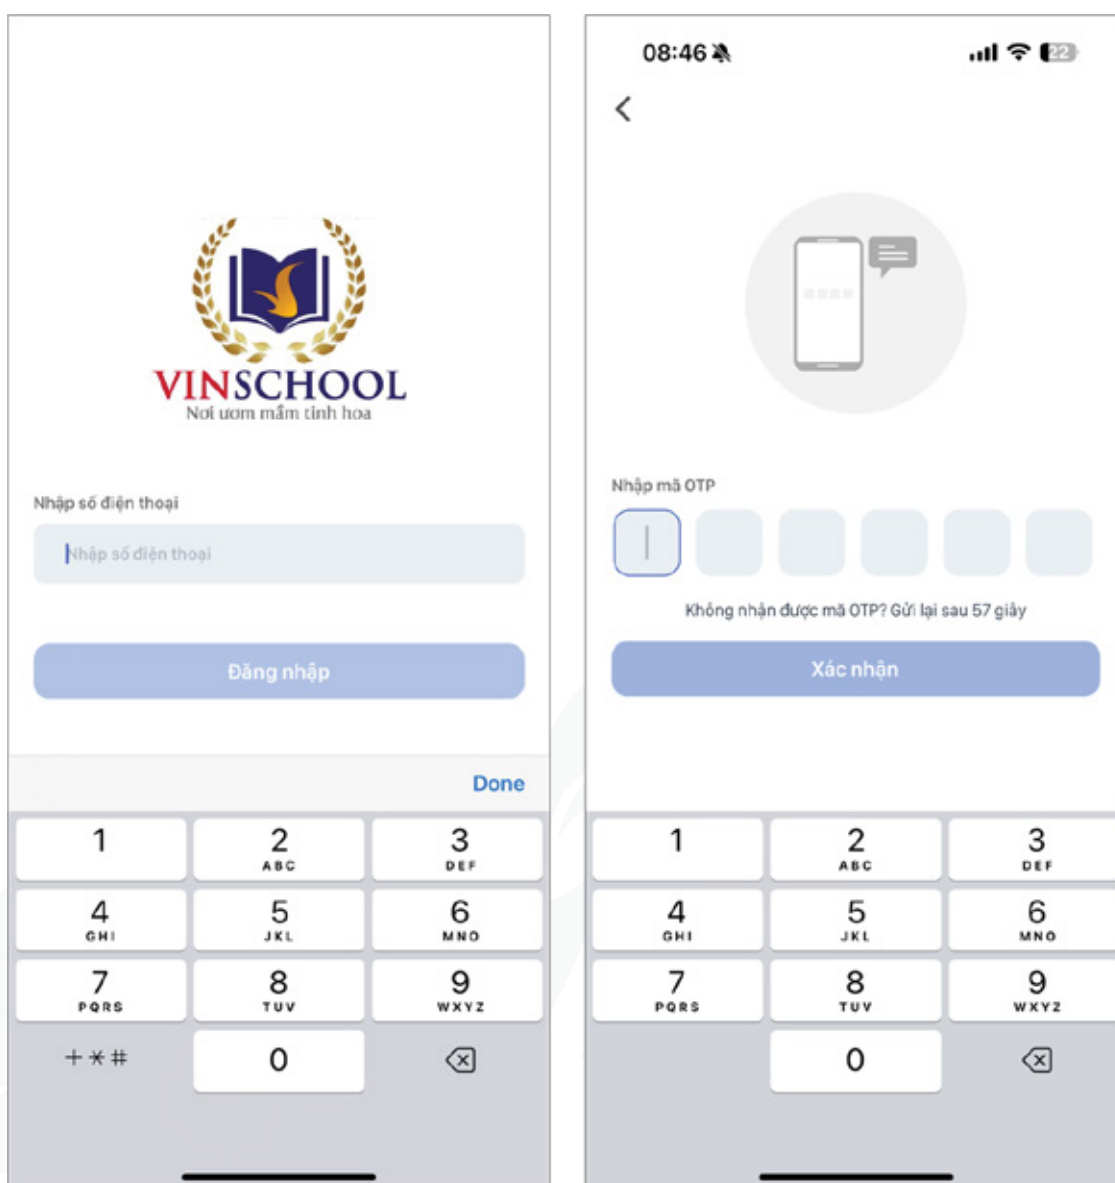 VINSCHOOL
Nơi ươm mầm tinh hoa
Nhập số điện thoại
Nhập số điện thoại
Đăng nhập
Done
1 2 3
ABC DEF
4 5 6
GHI JKL MNO
7 8 9
PQRS TUV WXYZ
+*# 0
08:46 22
Nhập mã OTP
Không nhận được mã OTP? Gửi lại sau 57 giây
Xác nhận
1 2 3
ABC DEF
4 5 6
GHI JKL MNO
7 8 9
PQRS TUV WXYZ
0